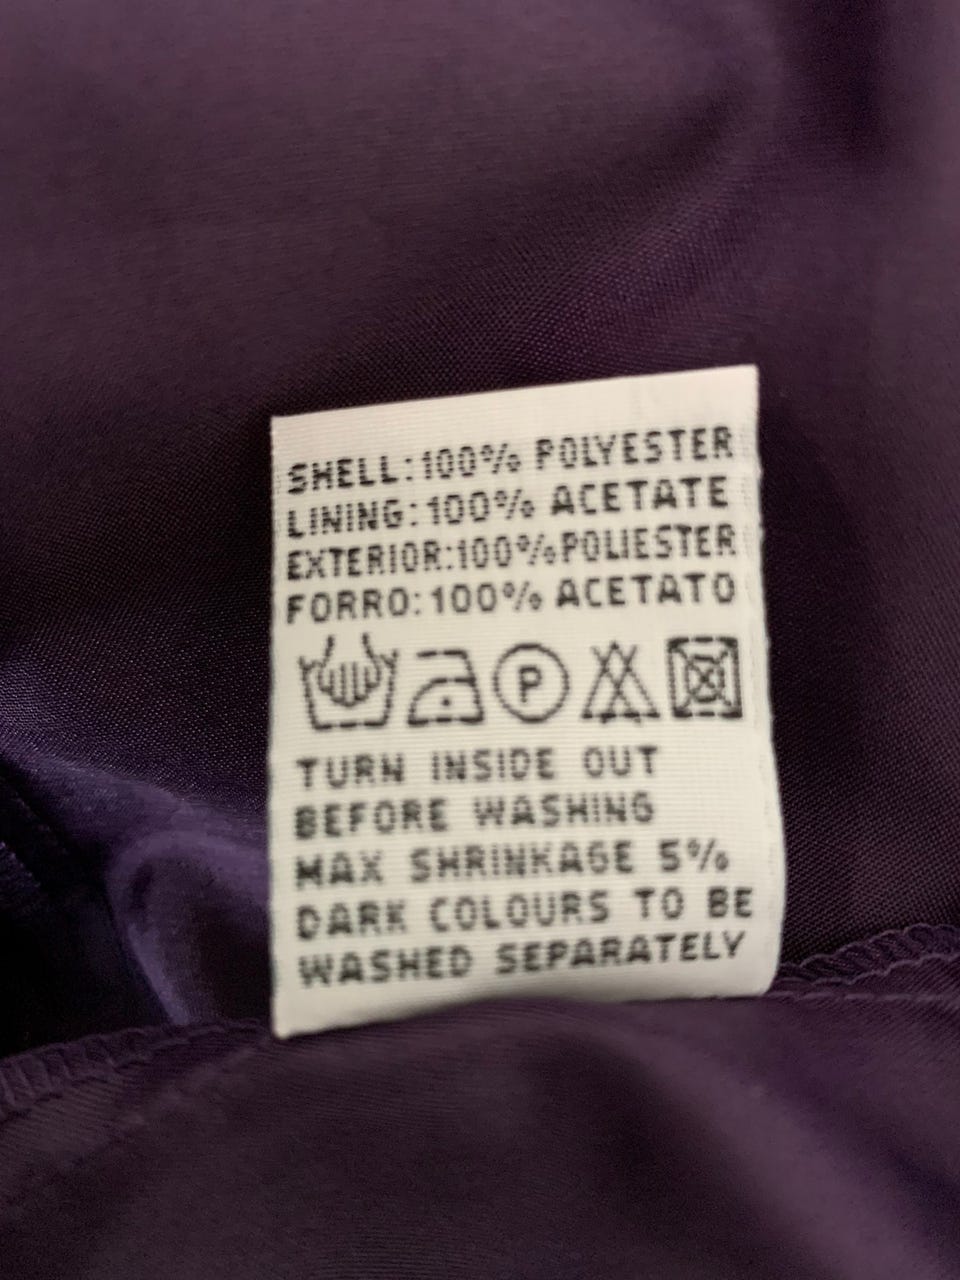 SHELL:100% POLYESTER
LINING:100% ACETATE
EXTERIOR:100%POLIESTER
FORRO:100% ACETATO
P
TURN INSIDE OUT
BEFORE WASHING
MAX SHRINKAGE 5%
DARK COLOURS TO BE
WASHED SEPARATELY